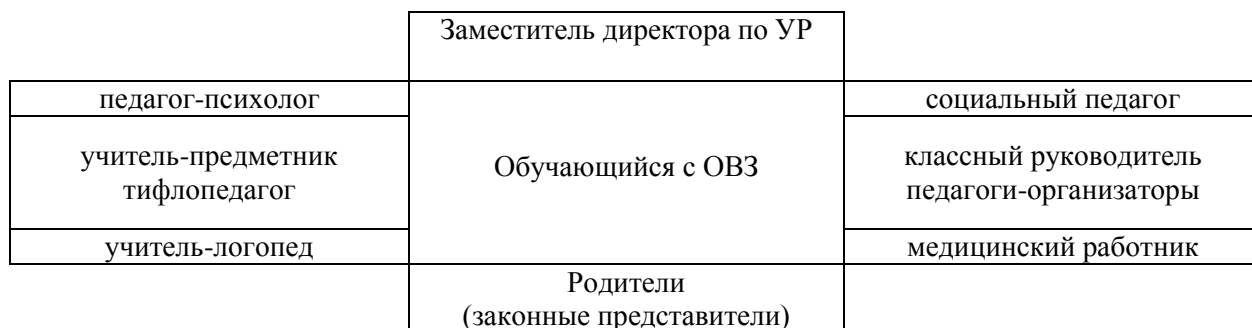 Заместитель директора по УР
педагог-психолог
социальный педагог
учитель-предметник
тифлопедагог
Обучающийся с ОВЗ
классный руководитель
педагоги-организаторы
учитель-логопед
медицинский работник
Родители
(законные представители)